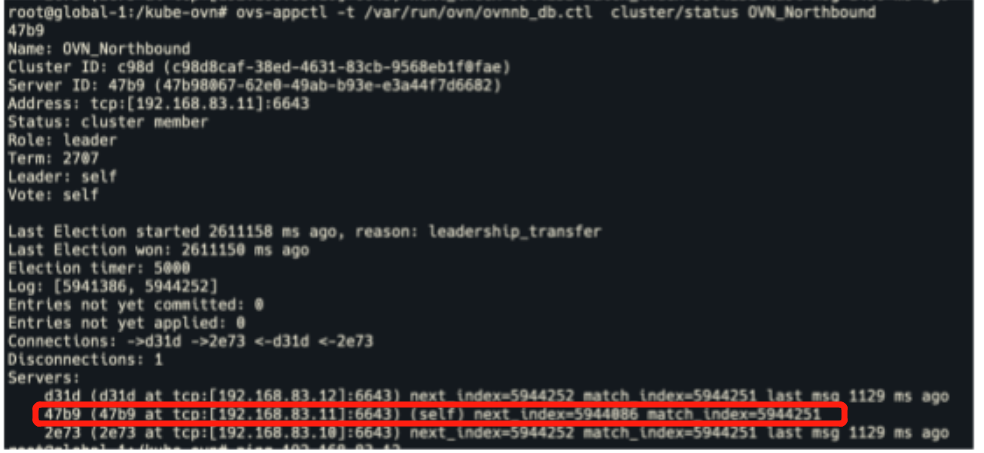 root@global-1:/kube-ovn# ovs-appctl -t /var/run/ovn/ovnnb_db.ctl  cluster/status OVN_Northbound
47b9
Name: OVN_Northbound
Cluster ID: c98d (c98d8caf-38ed-4631-83cb-9568eb1f0fae)
Server ID: 47b9 (47b98067-62e0-49ab-b93e-e3a44f7d6682)
Address: tcp:[192.168.83.11]:6643
Status: cluster member
Role: leader
Term: 2707
Leader: self
Vote: self
Last Election started 2611158 ms ago, reason: leadership_transfer
Last Election won: 2611150 ms ago
Election timer: 5000
Log: [5941386, 5944252]
Entries not yet committed: 0
Entries not yet applied: 0
Connections: ->d31d ->2e73 <-d31d <-2e73
Disconnections: 1
Servers:
d31d (d31d at tcp:[192.168.83.12]:6643) next_index=5944252 match_index=5944251 last msg 1129 ms ago
47b9 (47b9 at tcp:[192.168.83.11]:6643) (self) next_index=5944086 match_index=5944251
2e73 (2e73 at tcp:[192.168.83.10]:6643) next_index=5944252 match_index=5944251 last msg 1129 ms ago